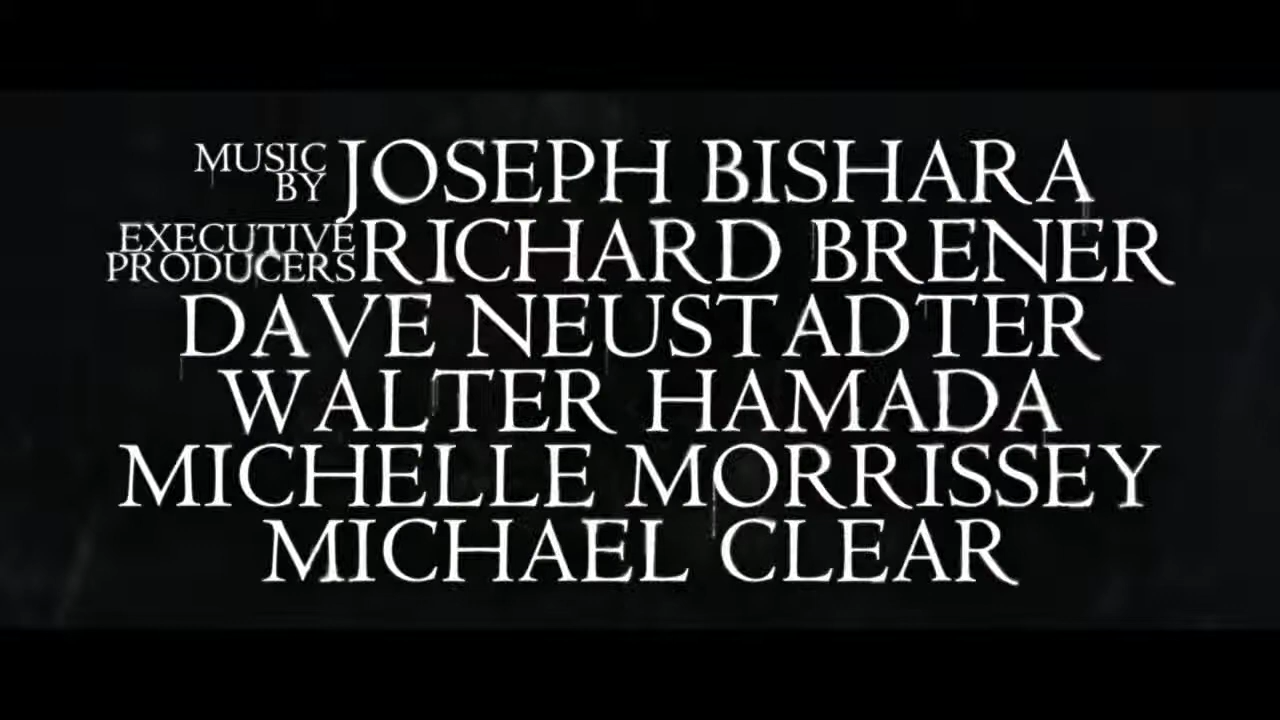 MUSIC BY JOSEPH BISHARA
EXECUTIVE PRODUCERS RICHARD BRENER
DAVE NEUSTADTER
WALTER HAMADA
MICHELLE MORRISSEY
MICHAEL CLEAR